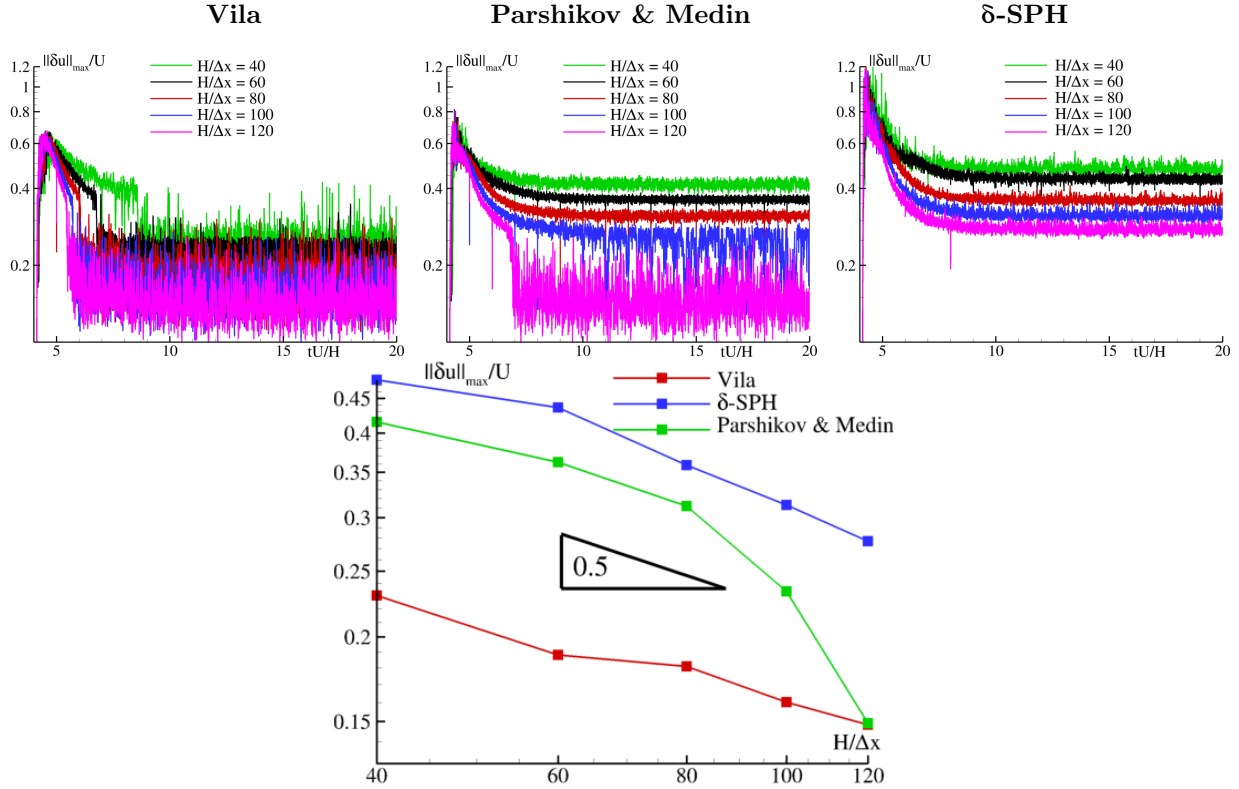 Vila
Parshikov & Medin
δ-SPH
||δu||max/U
1.2
1
0.8
0.6
0.4
0.2
H/Δx = 40
H/Δx = 60
H/Δx = 80
H/Δx = 100
H/Δx = 120
5
10
15
tU/H
20
||δu||max/U
1.2
1
0.8
0.6
0.4
0.2
H/Δx = 40
H/Δx = 60
H/Δx = 80
H/Δx = 100
H/Δx = 120
5
10
15
tU/H
20
||δu||max/U
1.2
1
0.8
0.6
0.4
0.2
H/Δx = 40
H/Δx = 60
H/Δx = 80
H/Δx = 100
H/Δx = 120
5
10
15
tU/H
20
||δu||max/U
Vila
δ-SPH
Parshikov & Medin
0.45
0.4
0.35
0.3
0.25
0.2
0.15
0.5
H/Δx
40
60
80
100
120